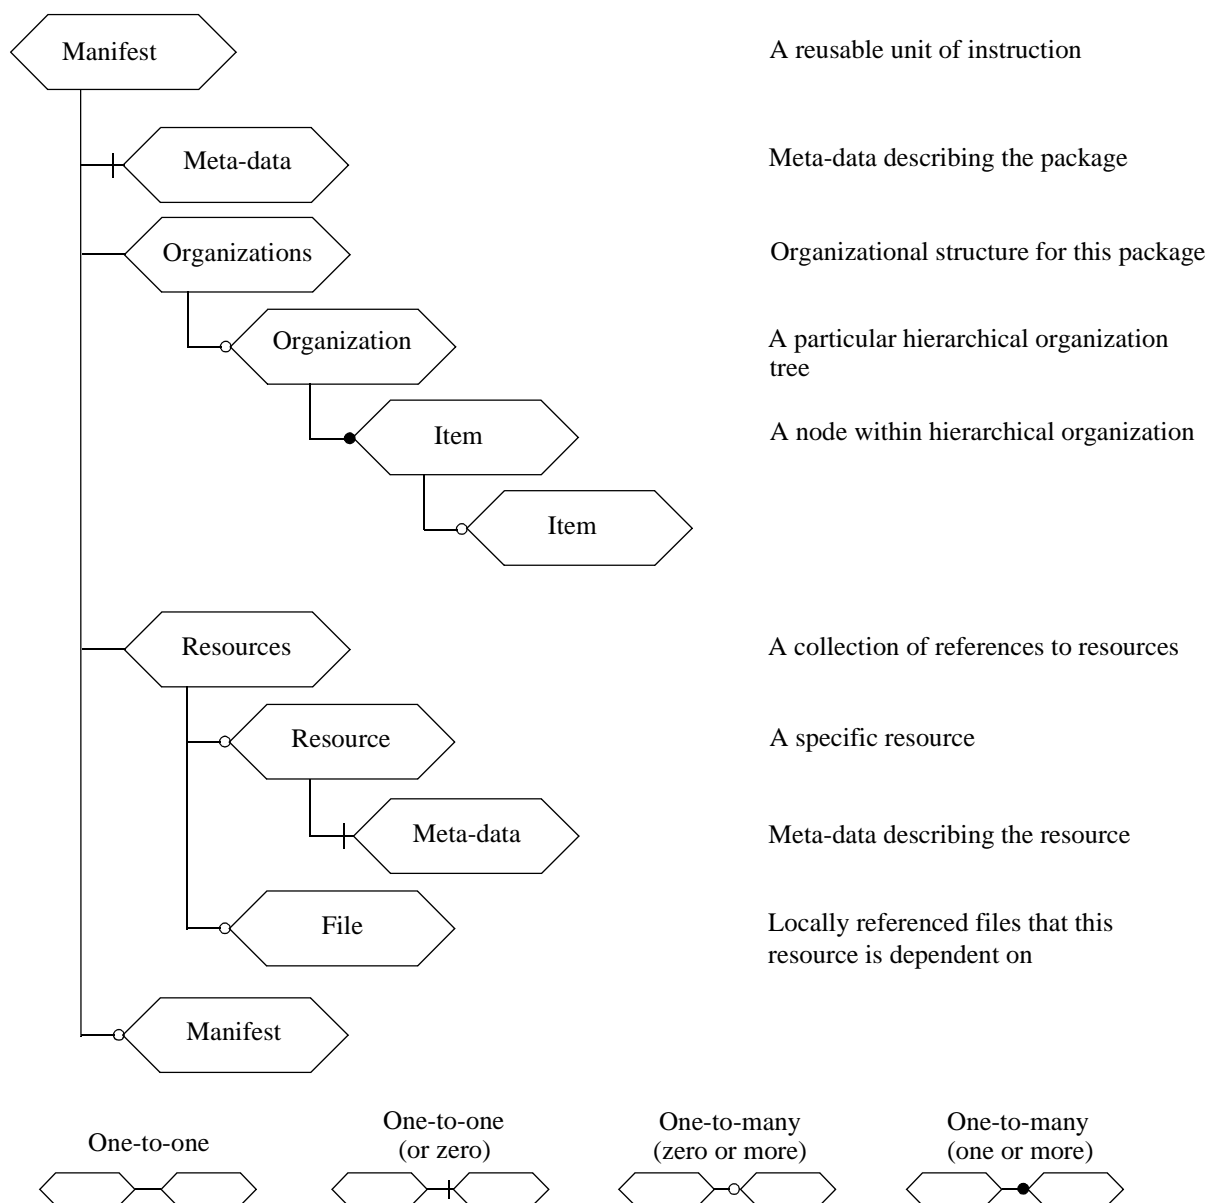 Manifest
A reusable unit of instruction
Meta-data
Meta-data describing the package
Organizations
Organizational structure for this package
Organization
A particular hierarchical organization
tree
Item
A node within hierarchical organization
Item
Resources
A collection of references to resources
Resource
A specific resource
Meta-data
Meta-data describing the resource
File
Locally referenced files that this
resource is dependent on
Manifest
One-to-one
One-to-one
(or zero)
One-to-many
(zero or more)
One-to-many
(one or more)